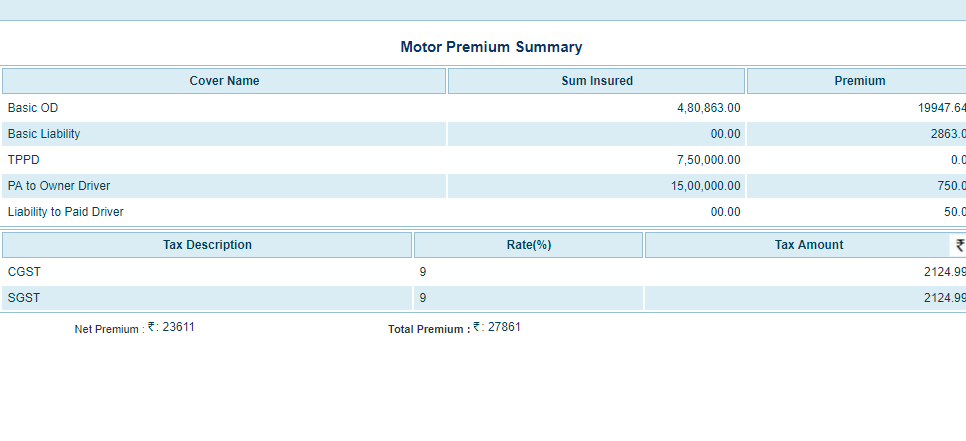 Motor Premium Summary
Cover Name Sum Insured Premium
Basic OD 4,80,863.00 19947.64
Basic Liability 00.00 2863.0
TPPD 7,50,000.00 0.0
PA to Owner Driver 15,00,000.00 750.0
Liability to Paid Driver 00.00 50.0
Tax Description Rate(%) Tax Amount ₹
CGST 9 2124.99
SGST 9 2124.99
Net Premium : ₹: 23611 Total Premium : ₹: 27861